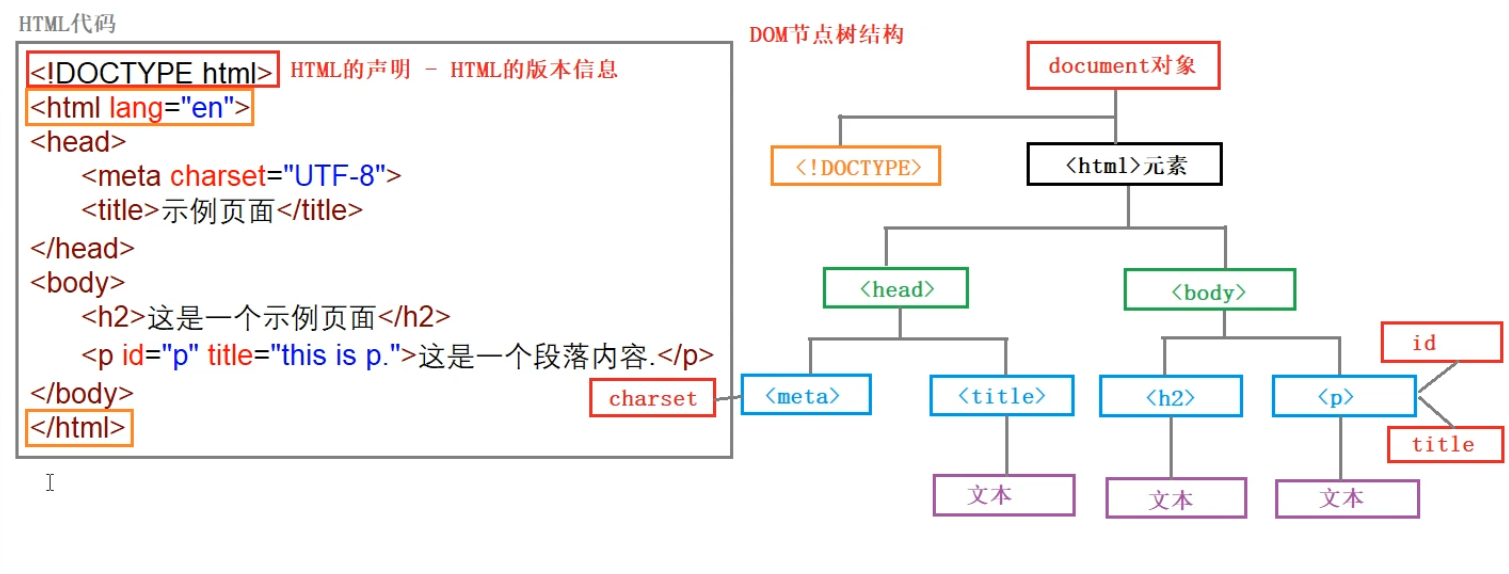 HTML代码
<!DOCTYPE html> HTML的声明 - HTML的版本信息
<html lang="en">
<head>
<meta charset="UTF-8">
<title>示例页面</title>
</head>
<body>
<h2>这是一个示例页面</h2>
<p id="p" title="this is p.">这是一个段落内容.</p>
</body>
</html>
DOM节点树结构
document对象
<!DOCTYPE>
<html>元素
<head>
<body>
id
charset
<meta>
<title>
<h2>
<p>
title
文本
文本
文本